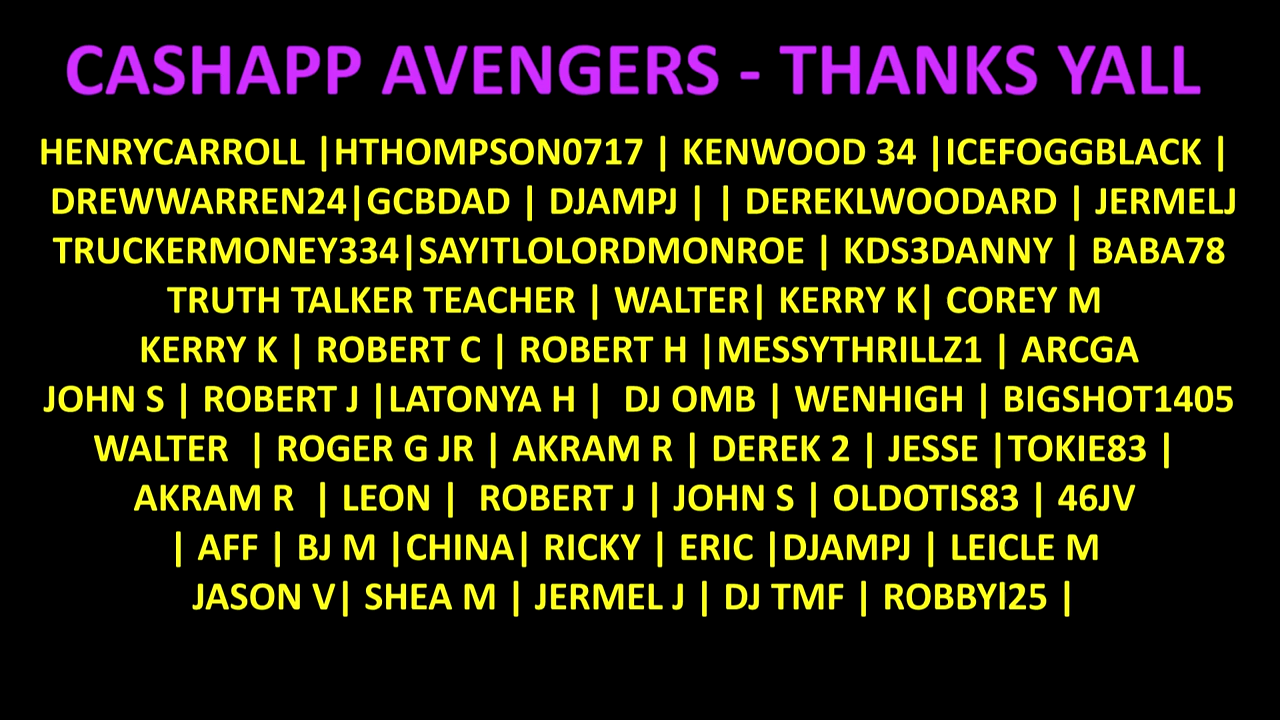 CASHAPP AVENGERS - THANKS YALL
HENRYCARROLL |HTHOMPSON0717 | KENWOOD 34 |ICEFOGGBLACK |
DREWWARREN24|GCBDAD | DJAMPJ | | DEREKLWOODARD | JERMELJ
TRUCKERMONEY334|SAYITLOLORDMONROE | KDS3DANNY | BABA78
TRUTH TALKER TEACHER | WALTER| KERRY K| COREY M
KERRY K | ROBERT C | ROBERT H |MESSYTHRILLZ1 | ARCGA
JOHN S | ROBERT J |LATONYA H |  DJ OMB | WENHIGH | BIGSHOT1405
WALTER  | ROGER G JR | AKRAM R | DEREK 2 | JESSE |TOKIE83 |
AKRAM R  | LEON |  ROBERT J | JOHN S | OLDOTIS83 | 46JV
| AFF | BJ M |CHINA| RICKY | ERIC |DJAMPJ | LEICLE M
JASON V| SHEA M | JERMEL J | DJ TMF | ROBBYl25 |